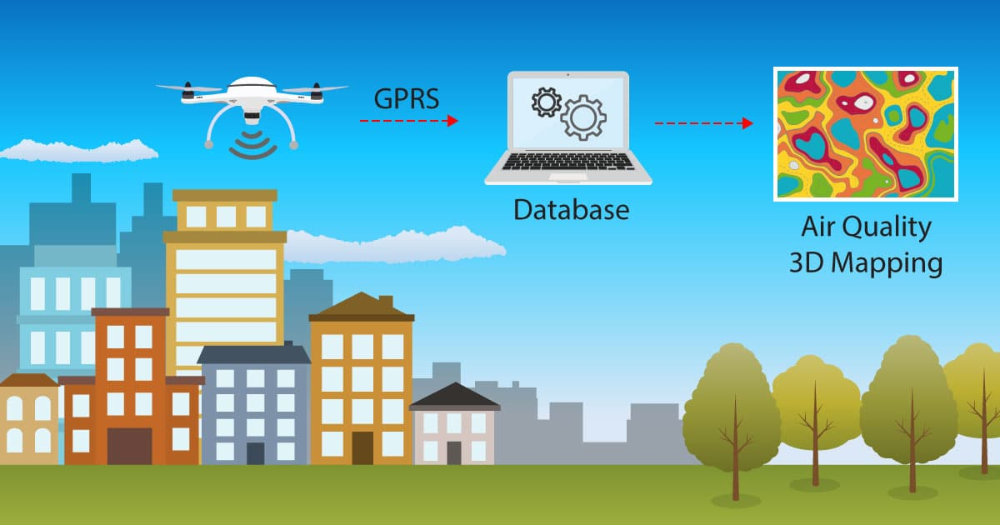 GPRS
Database
Air Quality
3D Mapping